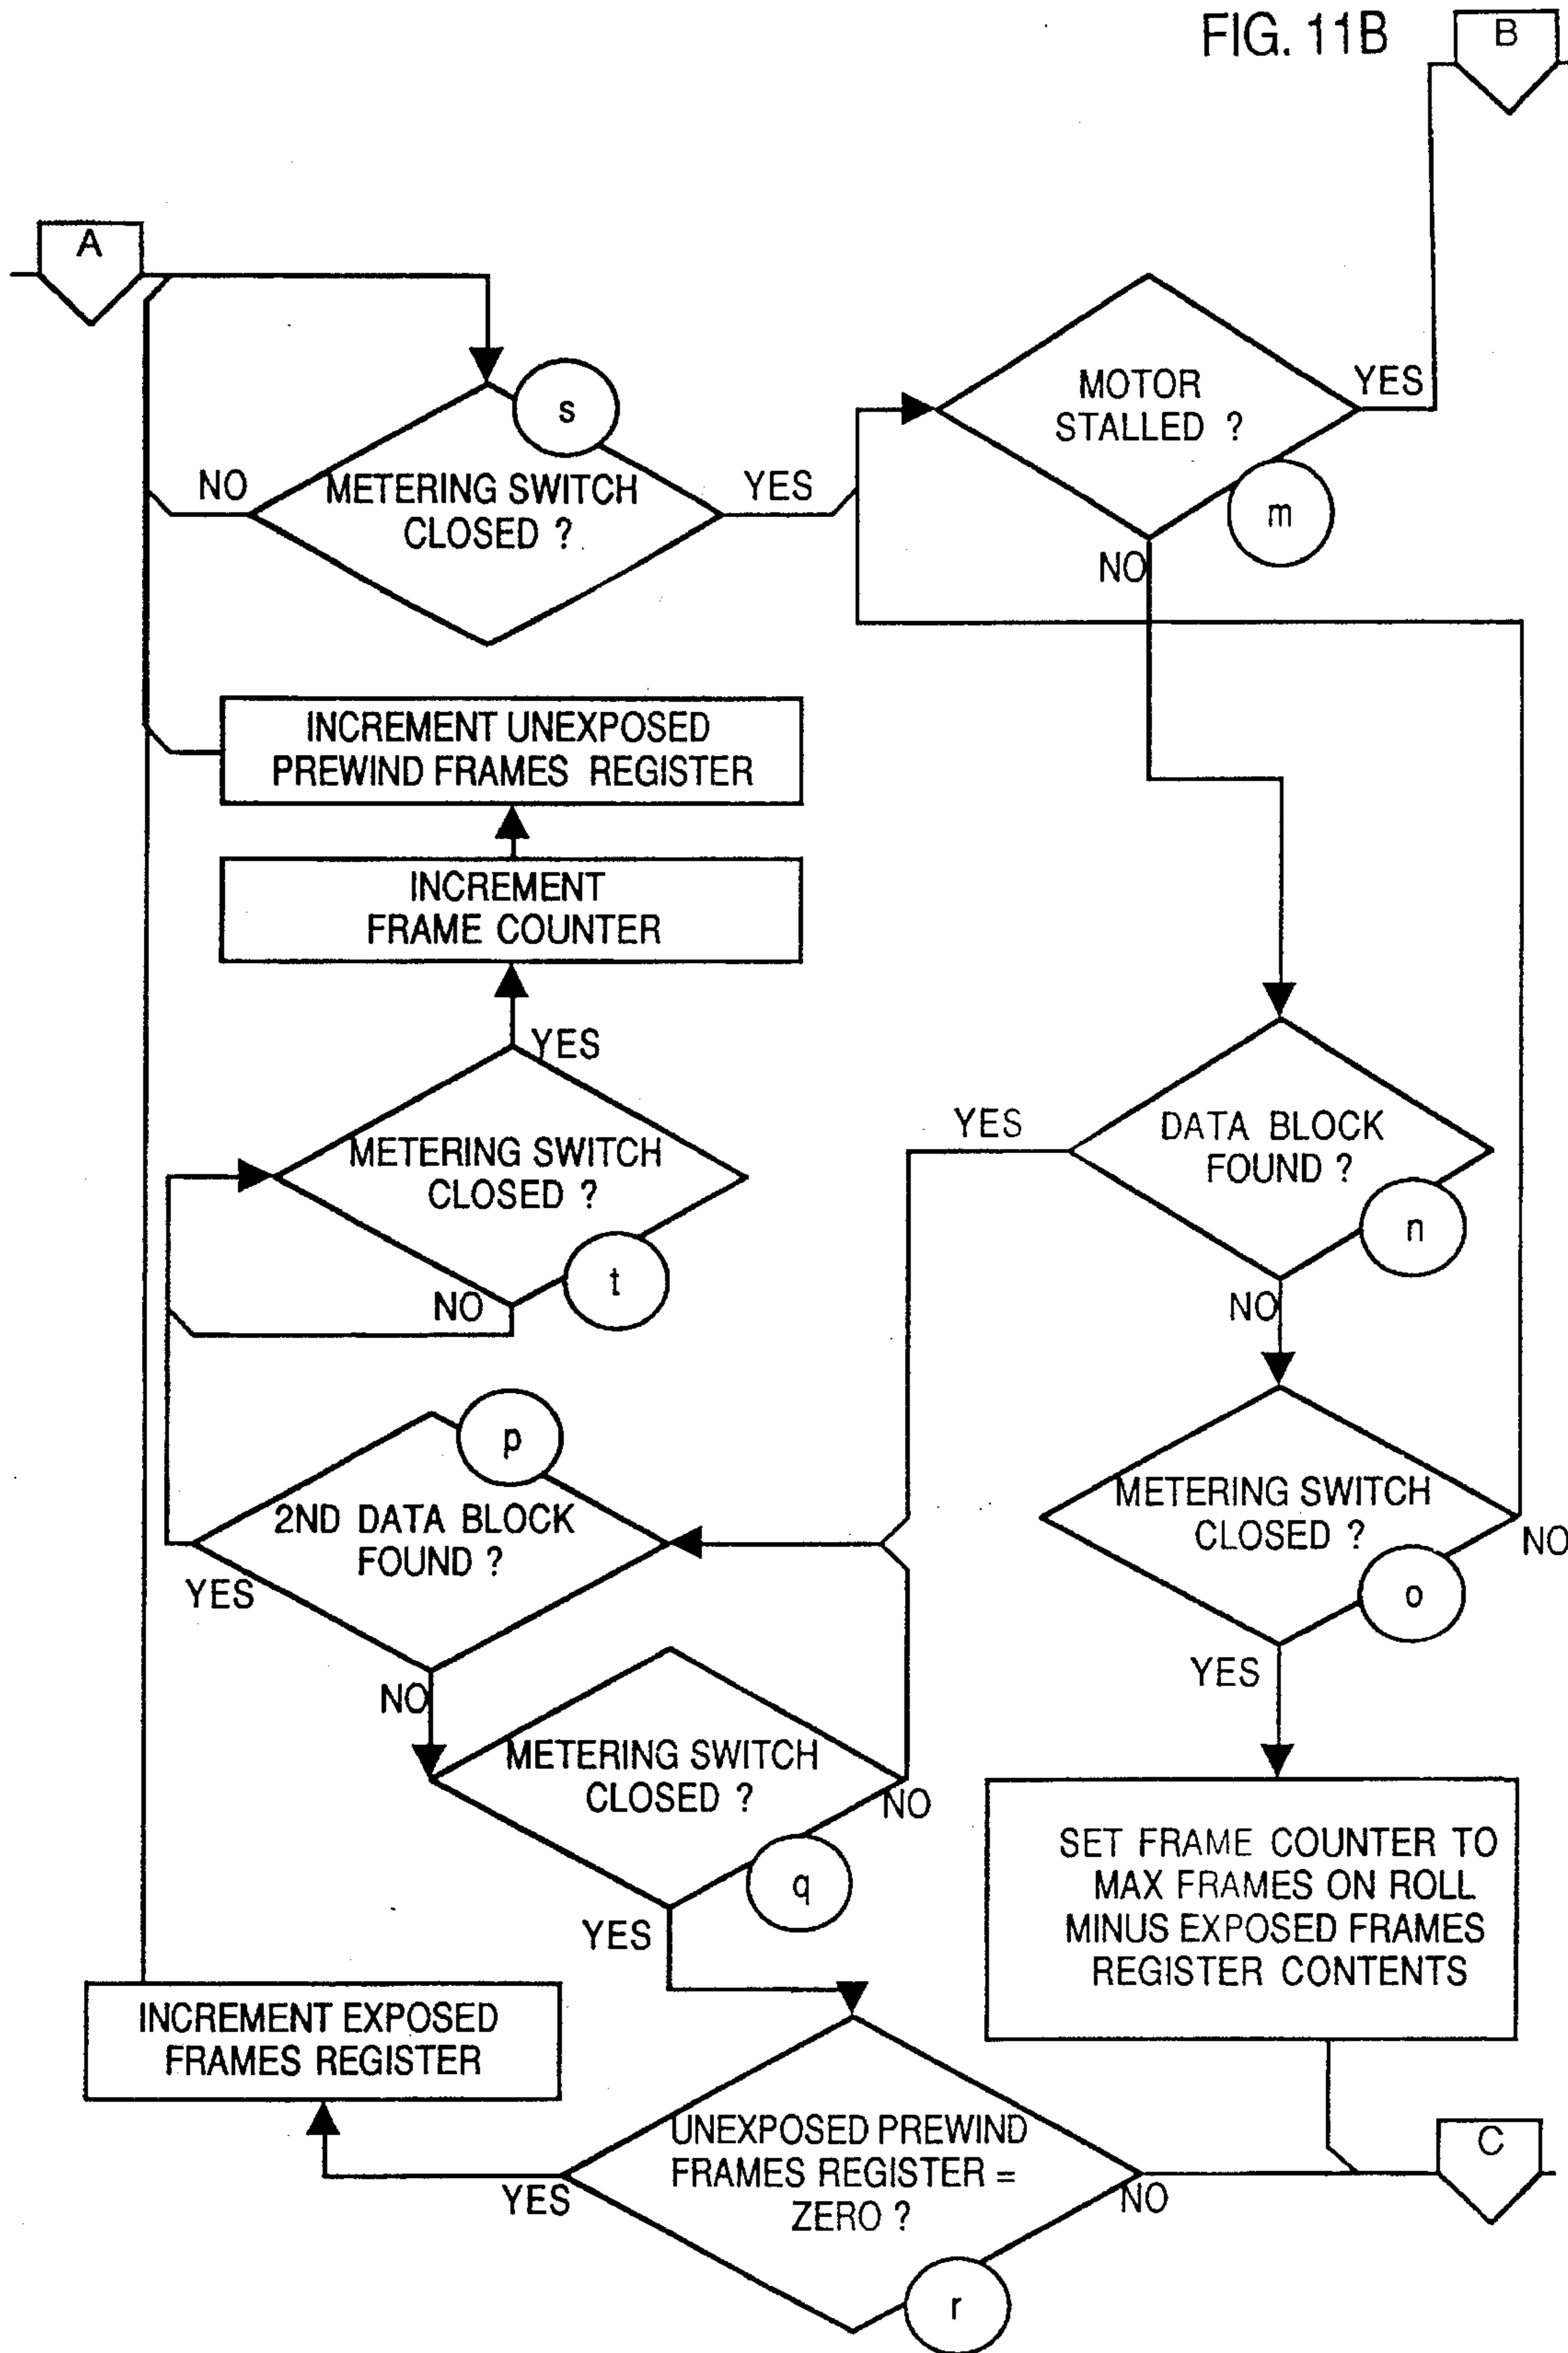 FIG. 11B
B
A
s
METERING SWITCH
CLOSED ?
NO
YES
MOTOR
STALLED ?
YES
m
NO
INCREMENT UNEXPOSED
PREWIND FRAMES REGISTER
INCREMENT
FRAME COUNTER
YES
METERING SWITCH
CLOSED ?
t
NO
YES
DATA BLOCK
FOUND ?
n
NO
p
2ND DATA BLOCK
FOUND ?
YES
NO
METERING SWITCH
CLOSED ?
NO
o
YES
METERING SWITCH
CLOSED ?
NO
q
YES
SET FRAME COUNTER TO
MAX FRAMES ON ROLL
MINUS EXPOSED FRAMES
REGISTER CONTENTS
INCREMENT EXPOSED
FRAMES REGISTER
UNEXPOSED PREWIND
FRAMES REGISTER =
ZERO ?
YES
NO
r
C